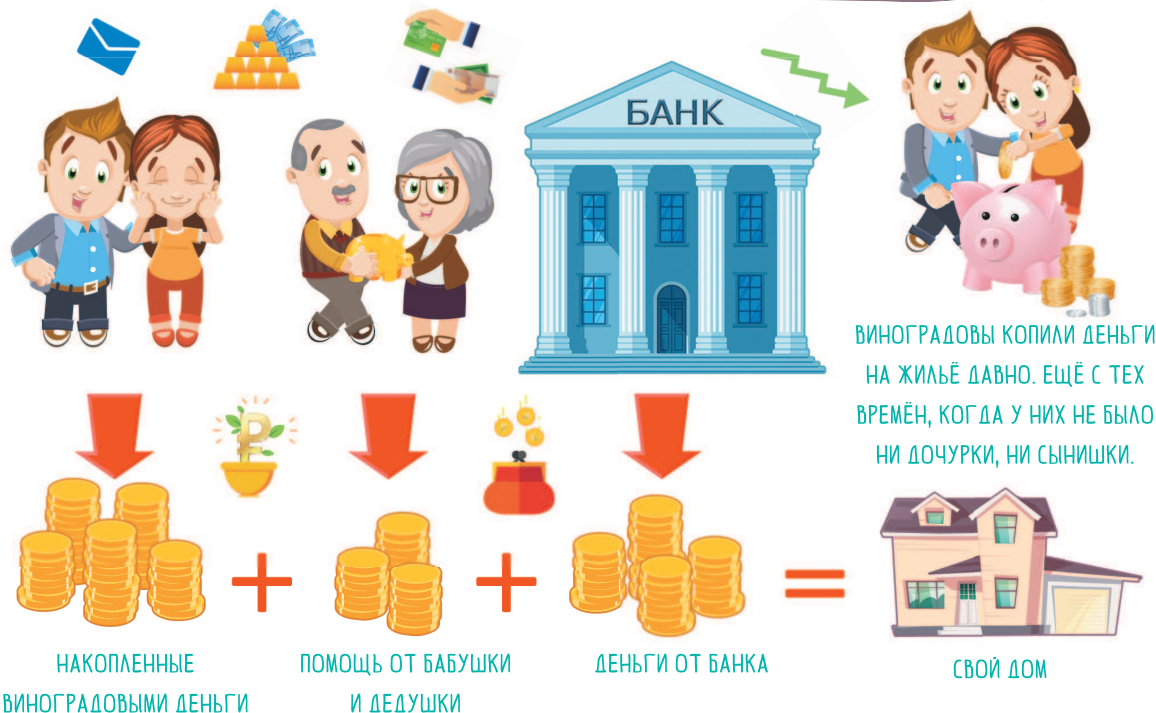 БАНК
ВИНОГРАДОВЫ КОПИЛИ ДЕНЬГИ
НА ЖИЛЬЁ ДАВНО. ЕЩЁ С ТЕХ
ВРЕМЁН, КОГДА У НИХ НЕ БЫЛО
НИ ДОЧУРКИ, НИ СЫНИШКИ.
НАКОПЛЕННЫЕ
ВИНОГРАДОВЫМИ ДЕНЬГИ
ПОМОЩЬ ОТ БАБУШКИ
И ДЕДУШКИ
ДЕНЬГИ ОТ БАНКА
СВОЙ ДОМ